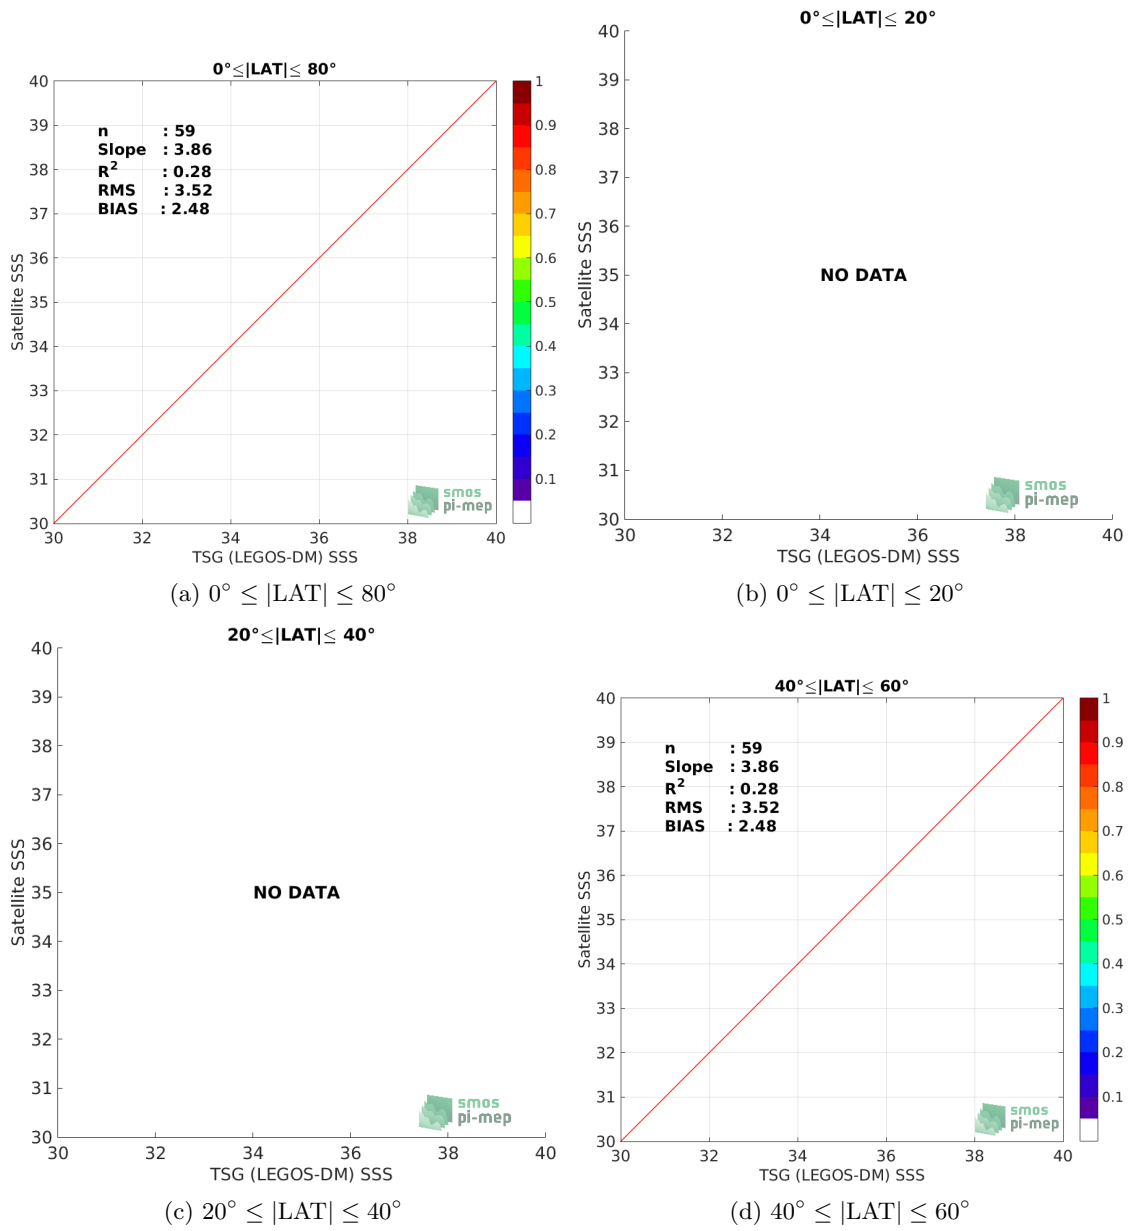 0°≤|LAT|≤ 80°
40
39
38
37
36
35
34
33
32
31
30
Satellite SSS
n : 59
Slope : 3.86
R² : 0.28
RMS : 3.52
BIAS : 2.48
1
0.9
0.8
0.7
0.6
0.5
0.4
0.3
0.2
0.1
smos
pi-mep
30 32 34 36 38 40
TSG (LEGOS-DM) SSS
(a) 0° ≤ |LAT| ≤ 80°
0°≤|LAT|≤ 20°
40
39
38
37
36
35
34
33
32
31
30
Satellite SSS
NO DATA
smos
pi-mep
30 32 34 36 38 40
TSG (LEGOS-DM) SSS
(b) 0° ≤ |LAT| ≤ 20°
20°≤|LAT|≤ 40°
40
39
38
37
36
35
34
33
32
31
30
Satellite SSS
NO DATA
smos
pi-mep
30 32 34 36 38 40
TSG (LEGOS-DM) SSS
(c) 20° ≤ |LAT| ≤ 40°
40°≤|LAT|≤ 60°
40
39
38
37
36
35
34
33
32
31
30
Satellite SSS
n : 59
Slope : 3.86
R² : 0.28
RMS : 3.52
BIAS : 2.48
1
0.9
0.8
0.7
0.6
0.5
0.4
0.3
0.2
0.1
smos
pi-mep
30 32 34 36 38 40
TSG (LEGOS-DM) SSS
(d) 40° ≤ |LAT| ≤ 60°